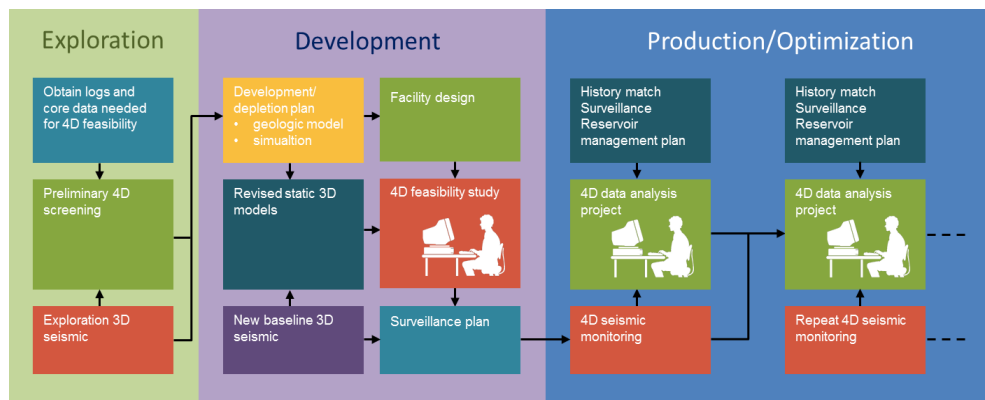 Exploration
Obtain logs and
core data needed
for 4D feasibility
Preliminary 4D
screening
Exploration 3D
seismic
Development
Development/
depletion plan
• geologic model
• simualtion
Facility design
Revised static 3D
models
4D feasibility study
New baseline 3D
seismic
Surveillance plan
Production/Optimization
History match
Surveillance
Reservoir
management plan
4D data analysis
project
4D seismic
monitoring
History match
Surveillance
Reservoir
management plan
4D data analysis
project
Repeat 4D seismic
monitoring